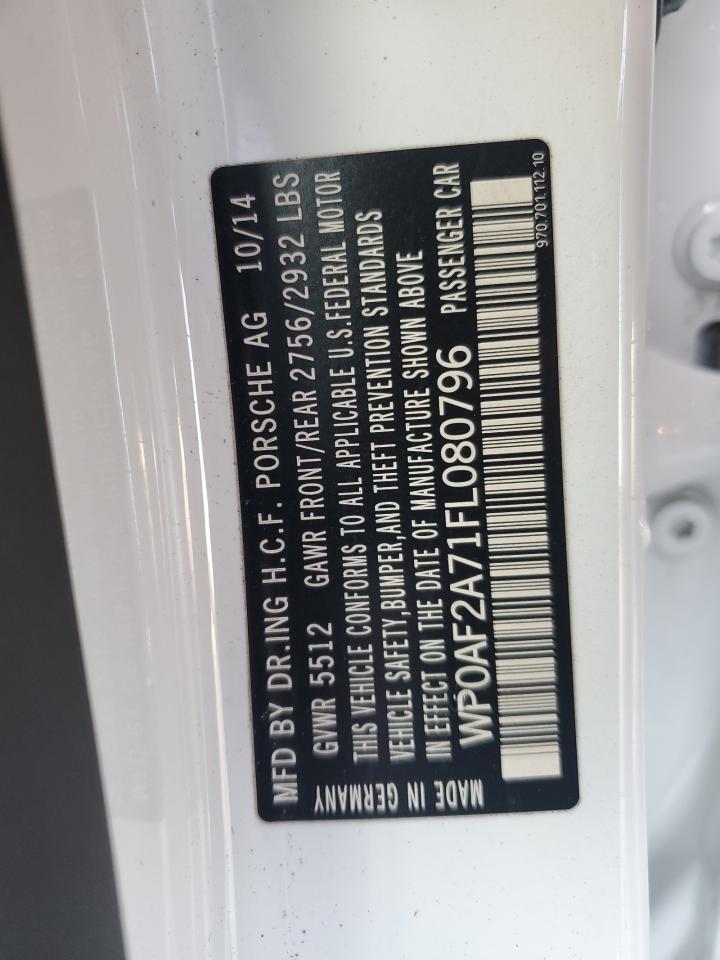 MFD BY DR.ING H.C.F. PORSCHE AG 10/14
GVWR 5512 GAWR FRONT/REAR 2756/2932 LBS
THIS VEHICLE CONFORMS TO ALL APPLICABLE U.S.FEDERAL MOTOR
VEHICLE SAFETY,BUMPER,AND THEFT PREVENTION STANDARDS
IN EFFECT ON THE DATE OF MANUFACTURE SHOWN ABOVE
WP0AF2A71FL080796 PASSENGER CAR
970.701.112.10
MADE IN GERMANY